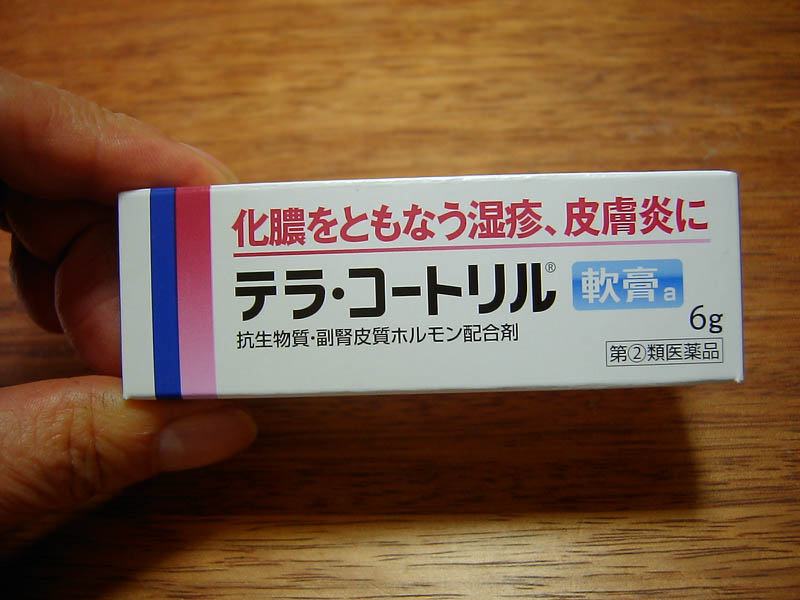 化膿をともなう湿疹、皮膚炎に
テラ・コートリル® 軟膏a
6g
抗生物質・副腎皮質ホルモン配合剤
第②類医薬品